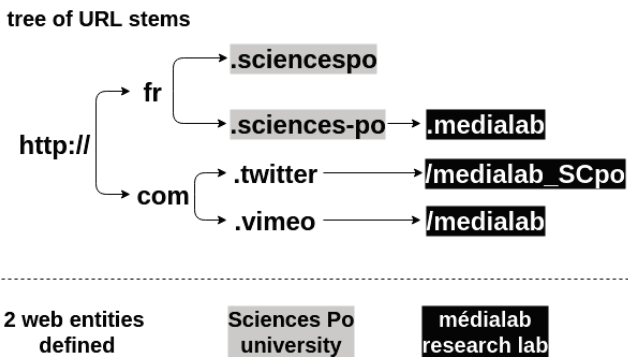 tree of URL stems
.sciencespo
fr
.sciences-po .medialab
http://
.twitter /medialab_SCpo
com
.vimeo /medialab
2 web entities Sciences Po médialab
defined university research lab